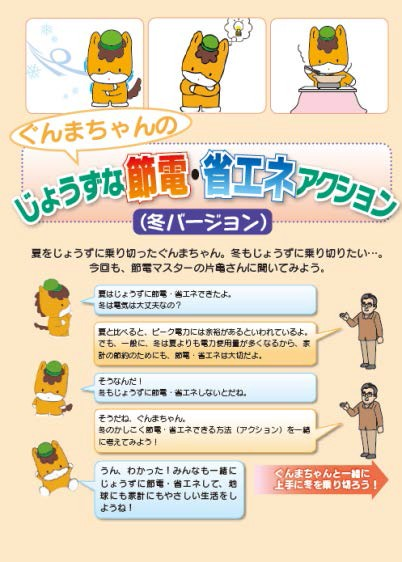 ぐんまちゃんの
じょうずな節電・省エネアクション
（冬バージョン）
夏をじょうずに乗り切ったぐんまちゃん。冬もじょうずに乗り切りたい…。
今回も、節電マスターの片亀さんに聞いてみよう。
夏はじょうずに節電・省エネできたよ。
冬は電気は大丈夫なの？
夏と比べると、ピーク電力には余裕があるといわれているよ。
でも、一般に、冬は夏よりも電力使用量が多くなるから、家
計の節約のためにも、節電・省エネは大切だよ。
そうなんだ！
冬もじょうずに節電・省エネしないとだね。
そうだね、ぐんまちゃん。
冬のかしこく節電・省エネできる方法（アクション）を一緒
に考えてみよう！
うん、わかった！みんなも一緒に
じょうずに節電・省エネして、地
球にも家計にもやさしい生活をし
ようね！
ぐんまちゃんと一緒に
上手に冬を乗り切ろう！